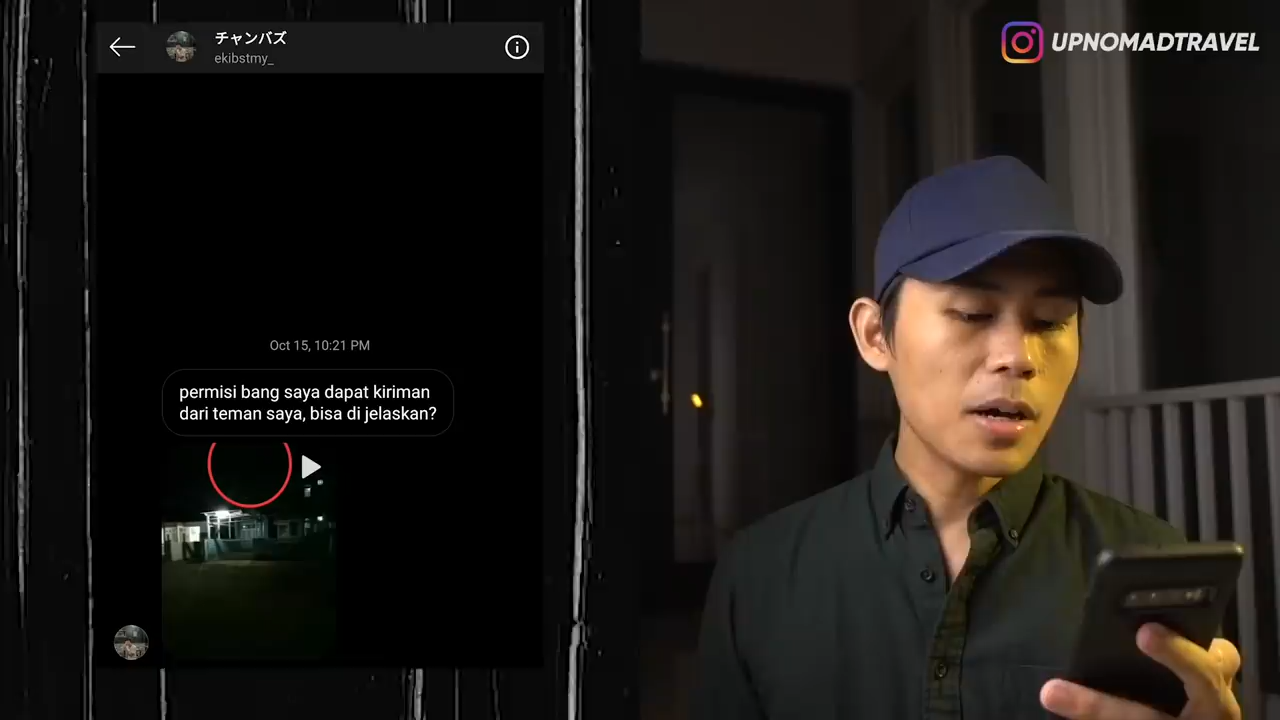 チャンバズ
ekibstmy_
UPNOMADTRAVEL
Oct 15, 10:21 PM
permisi bang saya dapat kiriman
dari teman saya, bisa di jelaskan?